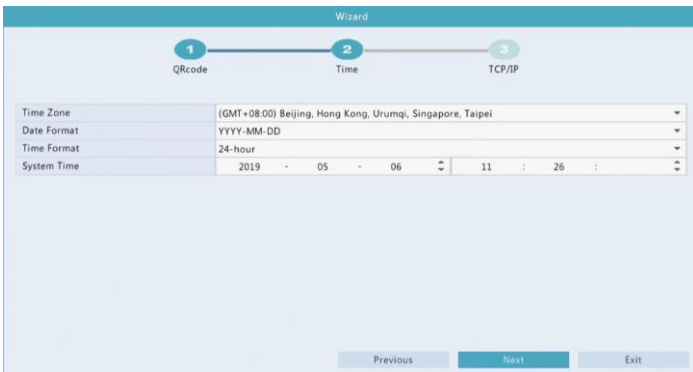 Wizard
1 2 3
QRcode Time TCP/IP
Time Zone (GMT+08:00) Beijing, Hong Kong, Urumqi, Singapore, Taipei
Date Format YYYY-MM-DD
Time Format 24-hour
System Time 2019 - 05 - 06 11 : 26 :
Previous Next Exit